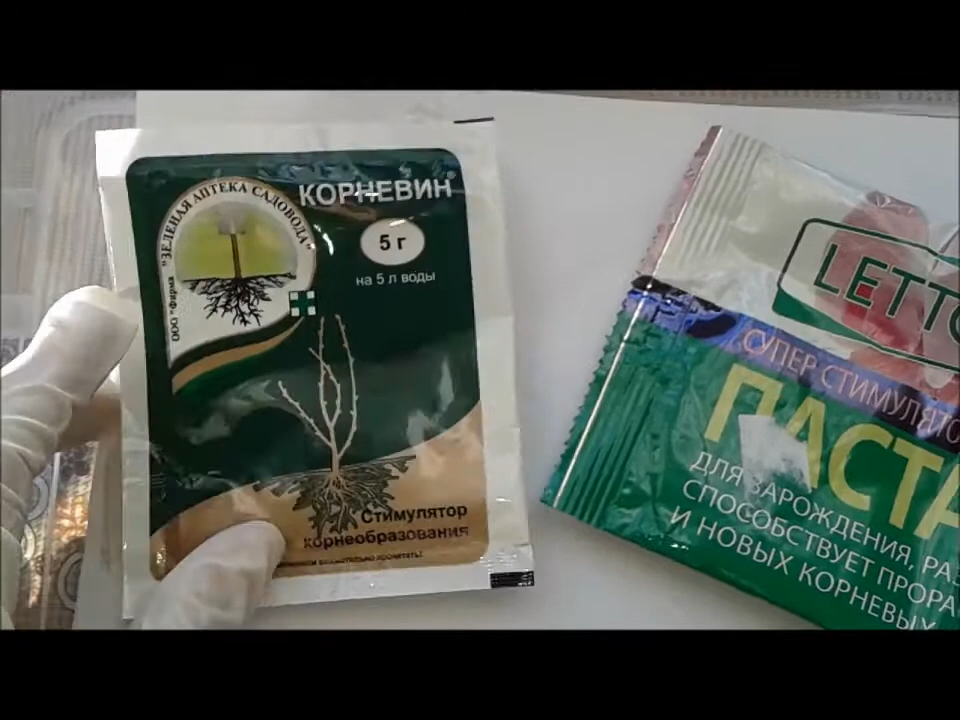 ООО "Фирма "ЗЕЛЕНАЯ АПТЕКА САДОВОДА"
КОРНЕВИН®
5 г
на 5 л воды
Стимулятор
корнеобразования
LETTO
СУПЕР СТИМУЛЯТО
ПАСТА
ДЛЯ ЗАРОЖДЕНИЯ, РАЗ
СПОСОБСТВУЕТ ПРОРА
И НОВЫХ КОРНЕВЫХ